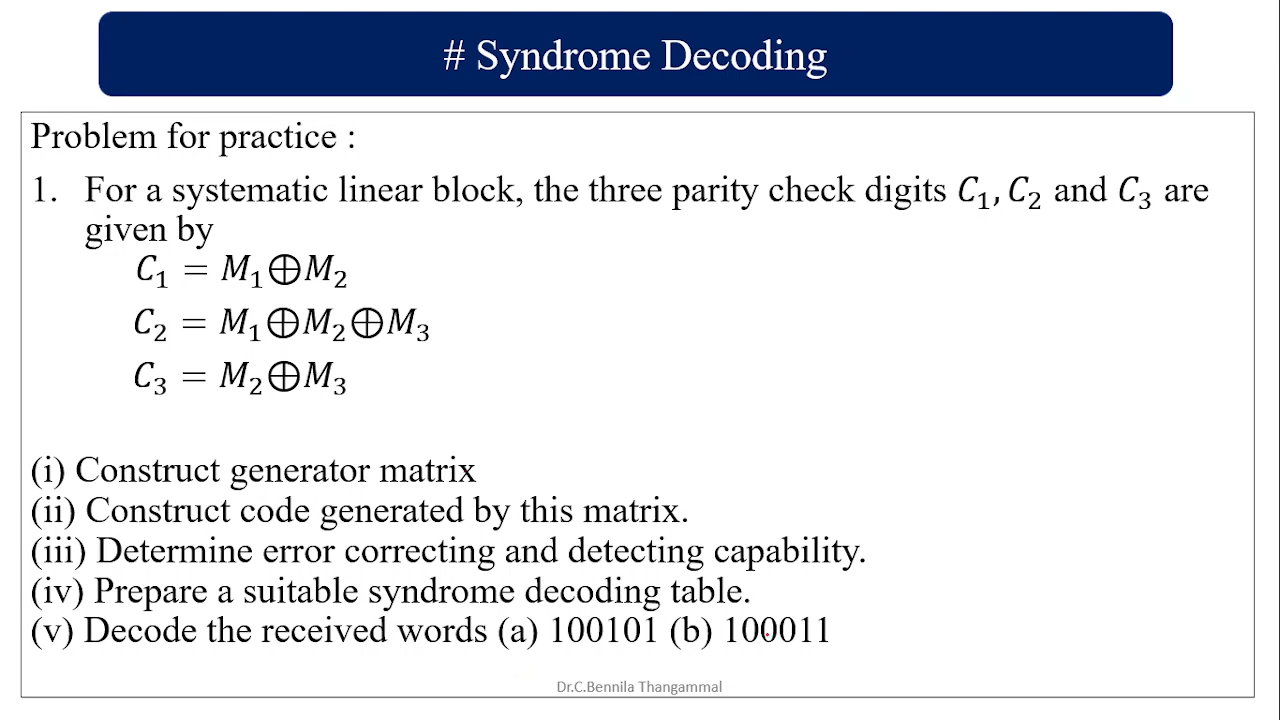 # Syndrome Decoding
Problem for practice :
1. For a systematic linear block, the three parity check digits C₁, C₂ and C₃ are
given by
C₁ = M₁⊕M₂
C₂ = M₁⊕M₂⊕M₃
C₃ = M₂⊕M₃
(i) Construct generator matrix
(ii) Construct code generated by this matrix.
(iii) Determine error correcting and detecting capability.
(iv) Prepare a suitable syndrome decoding table.
(v) Decode the received words (a) 100101 (b) 100011
Dr.C.Bennila Thangammal